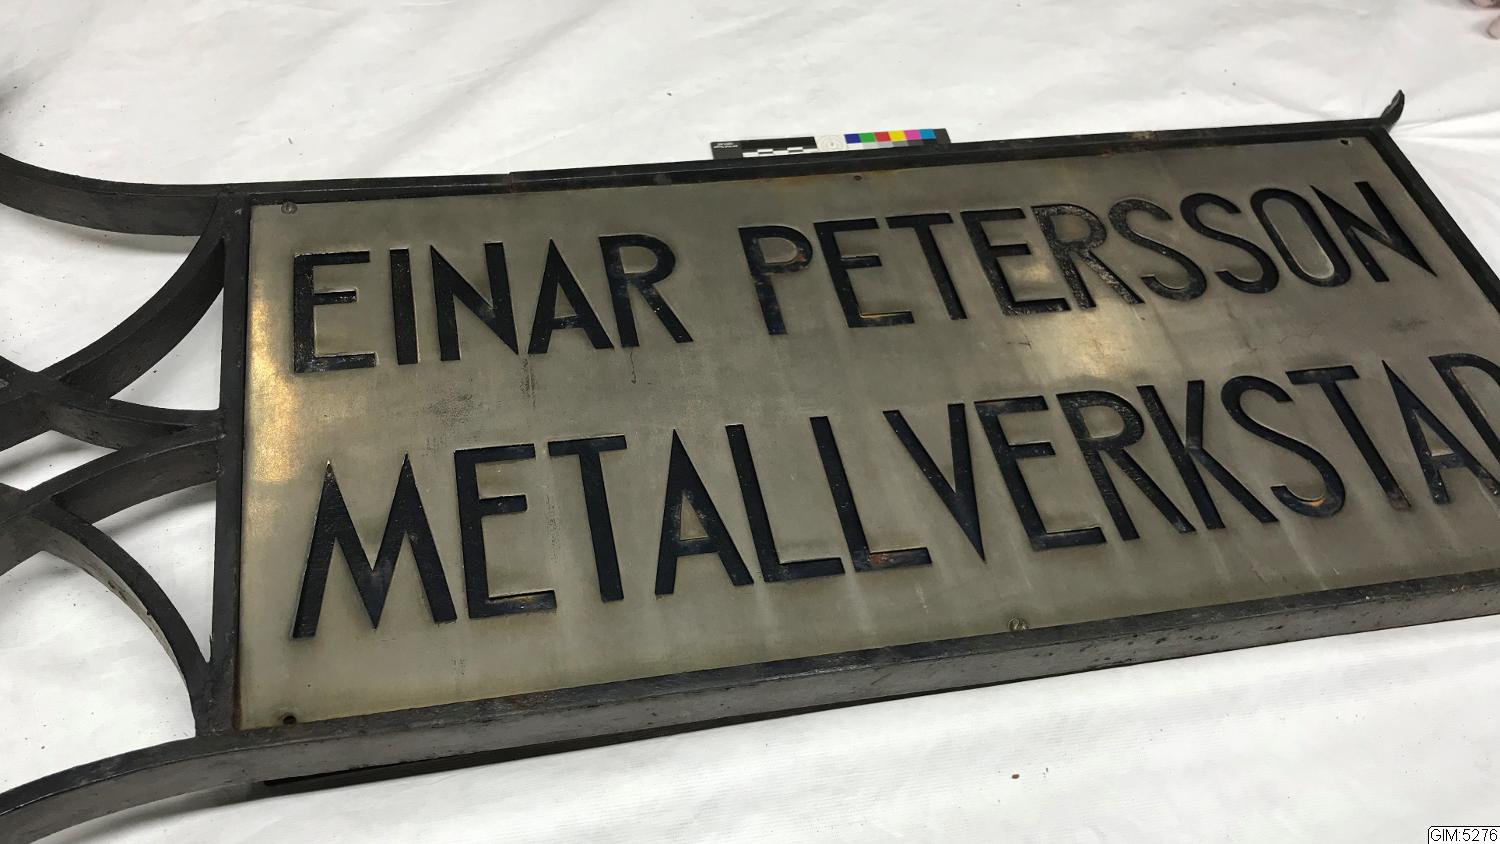 EINAR PETERSSON
METALLVERKSTAD
GIM:5276